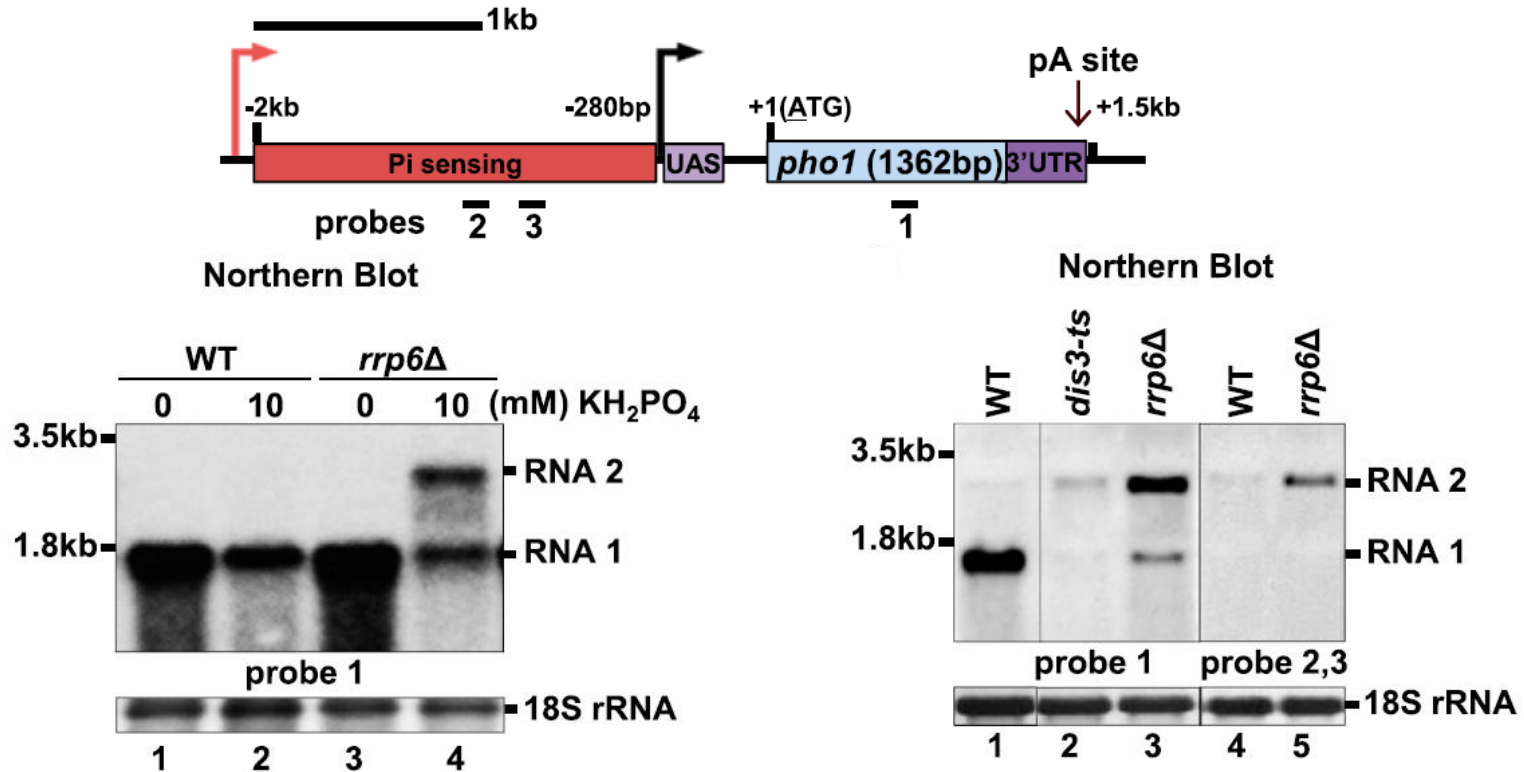 1kb
pA site
-2kb
-280bp
+1(ATG)
+1.5kb
Pi sensing
UAS
pho1 (1362bp)
3'UTR
probes
2
3
1
Northern Blot
WT
rrp6Δ
0
10
0
10
(mM) KH₂PO₄
3.5kb
RNA 2
1.8kb
RNA 1
probe 1
18S rRNA
1
2
3
4
Northern Blot
WT
dis3-ts
rrp6Δ
WT
rrp6Δ
3.5kb
RNA 2
1.8kb
RNA 1
probe 1
probe 2,3
18S rRNA
1
2
3
4
5